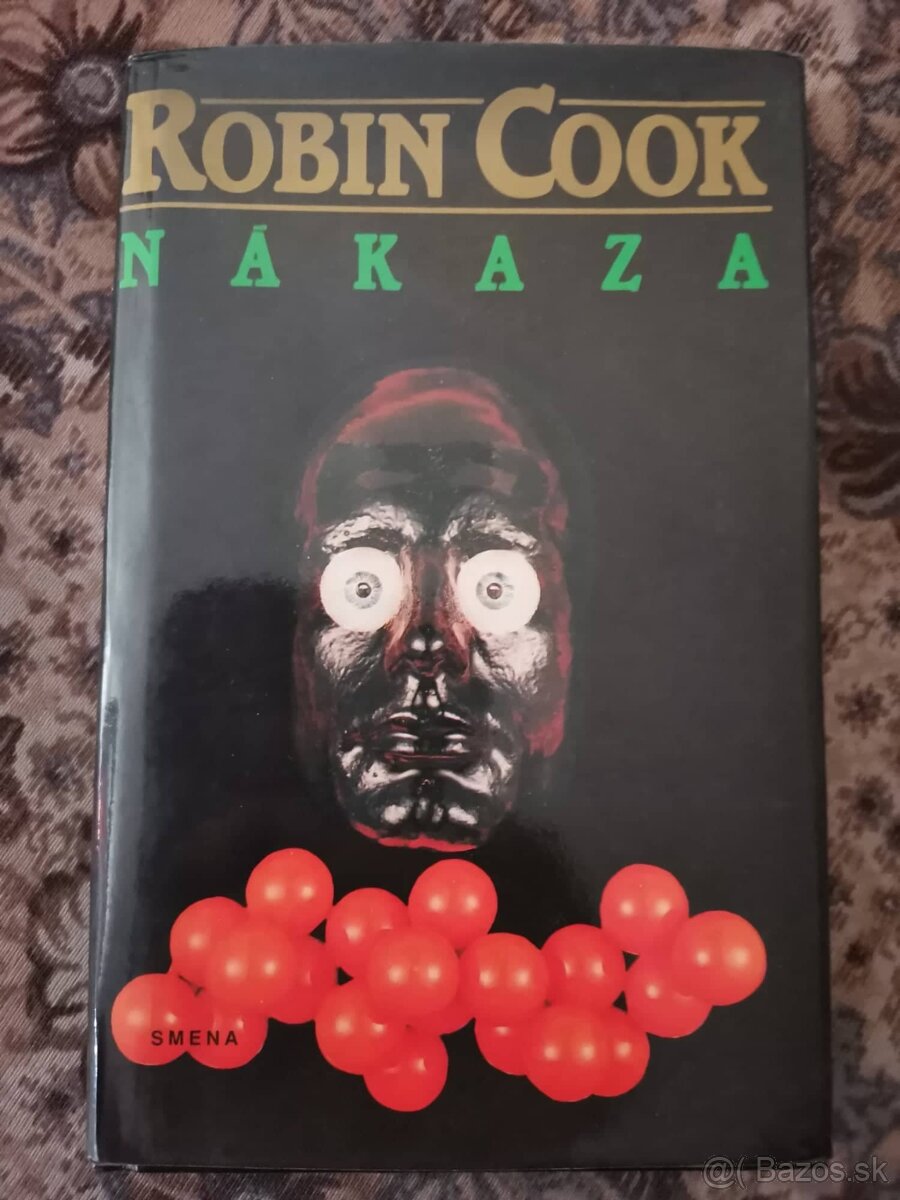 ROBIN COOK
NÁKAZA
SMENA
@( Bazos.sk